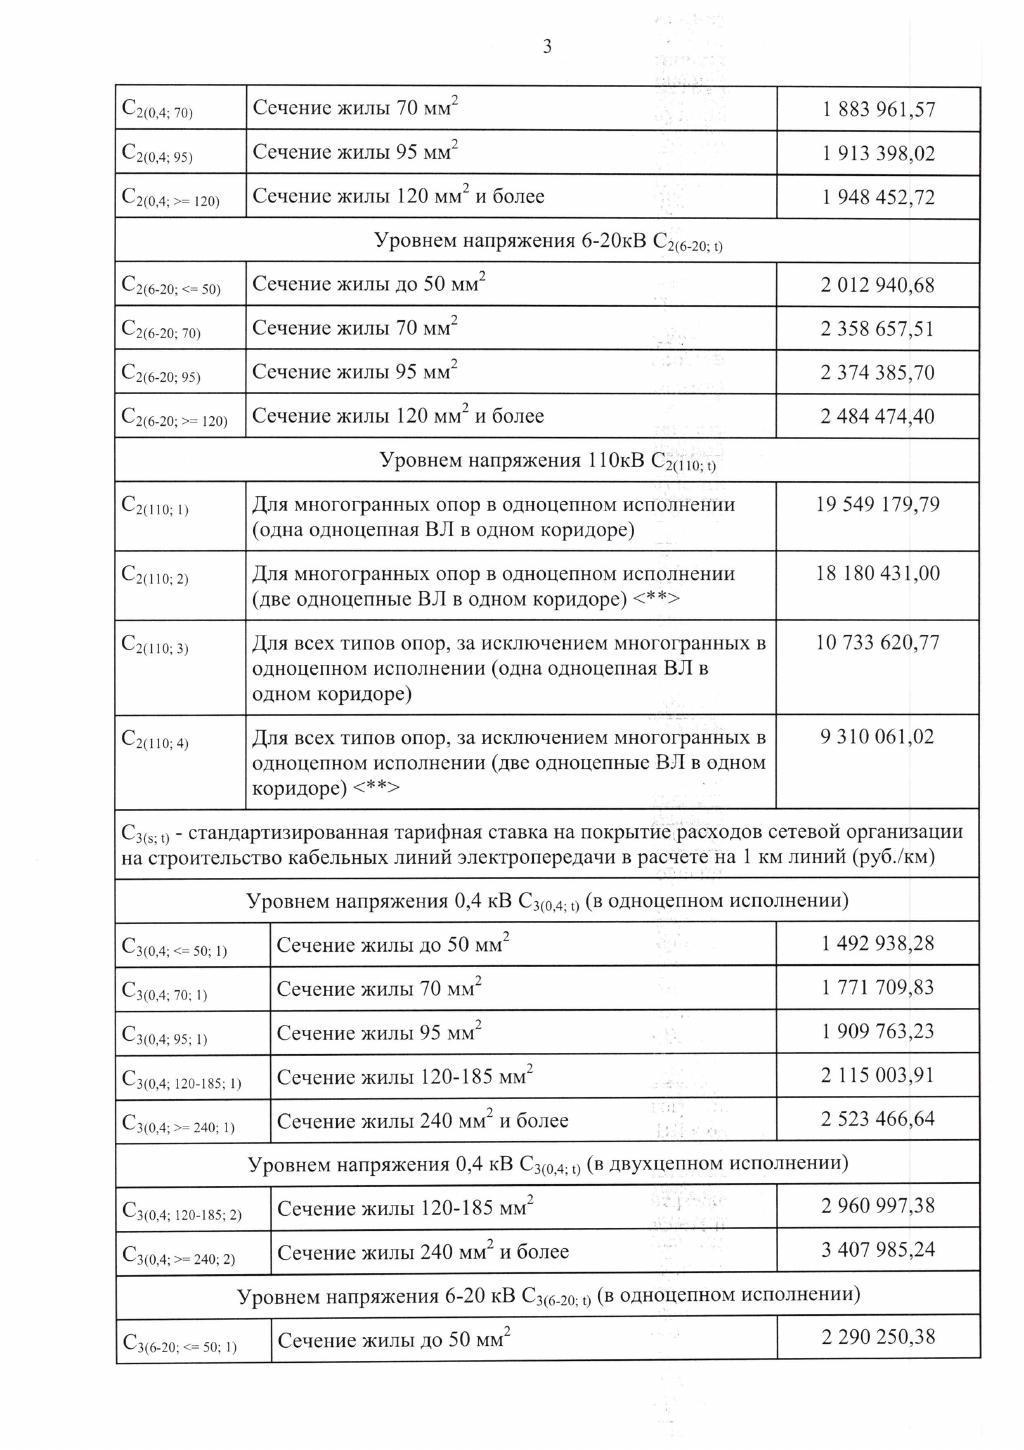 3
C2(0,4; 70) Сечение жилы 70 мм2 1 883 961,57
C2(0,4; 95) Сечение жилы 95 мм2 1 913 398,02
C2(0,4; >= 120) Сечение жилы 120 мм2 и более 1 948 452,72
Уровнем напряжения 6-20кВ C2(6-20; t)
C2(6-20; <= 50) Сечение жилы до 50 мм2 2 012 940,68
C2(6-20; 70) Сечение жилы 70 мм2 2 358 657,51
C2(6-20; 95) Сечение жилы 95 мм2 2 374 385,70
C2(6-20; >= 120) Сечение жилы 120 мм2 и более 2 484 474,40
Уровнем напряжения 110кВ C2(110; t)
C2(110; 1) Для многогранных опор в одноцепном исполнении 19 549 179,79
(одна одноцепная ВЛ в одном коридоре)
C2(110; 2) Для многогранных опор в одноцепном исполнении 18 180 431,00
(две одноцепные ВЛ в одном коридоре) <**>
C2(110; 3) Для всех типов опор, за исключением многогранных в 10 733 620,77
одноцепном исполнении (одна одноцепная ВЛ в
одном коридоре)
C2(110; 4) Для всех типов опор, за исключением многогранных в 9 310 061,02
одноцепном исполнении (две одноцепные ВЛ в одном
коридоре) <**>
C3(s; t) - стандартизированная тарифная ставка на покрытие расходов сетевой организации
на строительство кабельных линий электропередачи в расчете на 1 км линий (руб./км)
Уровнем напряжения 0,4 кВ C3(0,4; t) (в одноцепном исполнении)
C3(0,4; <= 50; 1) Сечение жилы до 50 мм2 1 492 938,28
C3(0,4; 70; 1) Сечение жилы 70 мм2 1 771 709,83
C3(0,4; 95; 1) Сечение жилы 95 мм2 1 909 763,23
C3(0,4; 120-185; 1) Сечение жилы 120-185 мм2 2 115 003,91
C3(0,4; >= 240; 1) Сечение жилы 240 мм2 и более 2 523 466,64
Уровнем напряжения 0,4 кВ C3(0,4; t) (в двухцепном исполнении)
C3(0,4; 120-185; 2) Сечение жилы 120-185 мм2 2 960 997,38
C3(0,4; >= 240; 2) Сечение жилы 240 мм2 и более 3 407 985,24
Уровнем напряжения 6-20 кВ C3(6-20; t) (в одноцепном исполнении)
C3(6-20; <= 50; 1) Сечение жилы до 50 мм2 2 290 250,38